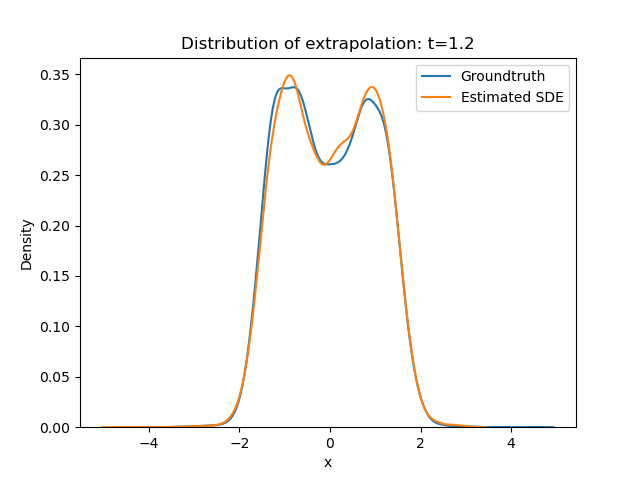 Distribution of extrapolation: t=1.2
Groundtruth
Estimated SDE
Density
0.35
0.30
0.25
0.20
0.15
0.10
0.05
0.00
−4
−2
0
2
4
x